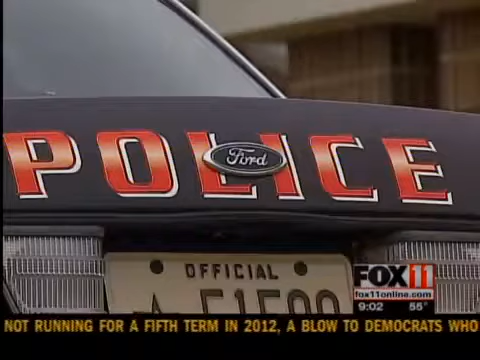 POLICE
Ford
OFFICIAL
FOX 11
fox11online.com
9:02 55°
NOT RUNNING FOR A FIFTH TERM IN 2012, A BLOW TO DEMOCRATS WHO